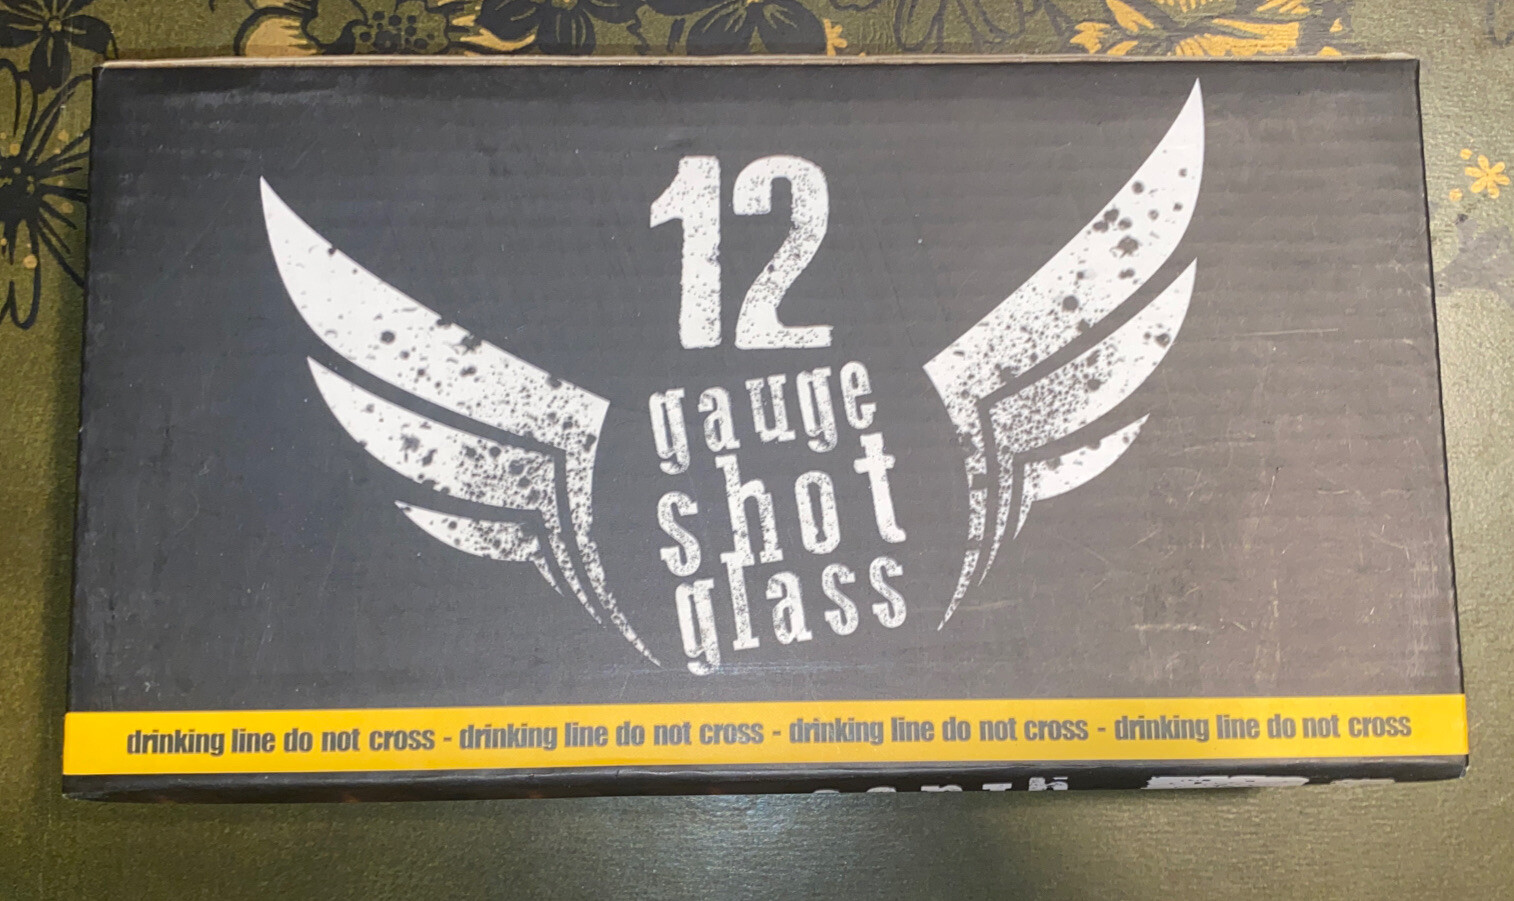 12
gauge
shot
glass
drinking line do not cross - drinking line do not cross - drinking line do not cross - drinking line do not cross